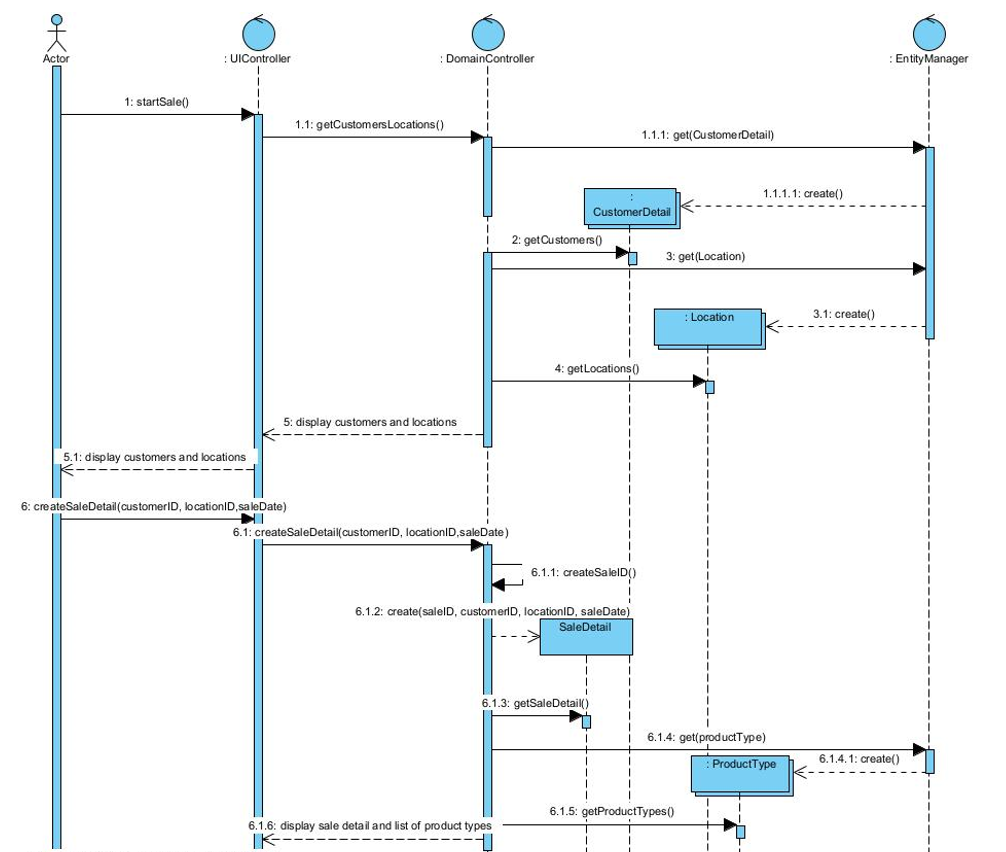 Actor
: UIController
: DomainController
: EntityManager
1: startSale()
1.1: getCustomersLocations()
1.1.1: get(CustomerDetail)
1.1.1.1: create()
:
CustomerDetail
2: getCustomers()
3: get(Location)
: Location
3.1: create()
4: getLocations()
5: display customers and locations
5.1: display customers and locations
6: createSaleDetail(customerID, locationID,saleDate)
6.1: createSaleDetail(customerID, locationID,saleDate)
6.1.1: createSaleID()
6.1.2: create(saleID, customerID, locationID, saleDate)
SaleDetail
6.1.3: getSaleDetail()
6.1.4: get(productType)
6.1.4.1: create()
: ProductType
6.1.5: getProductTypes()
6.1.6: display sale detail and list of product types